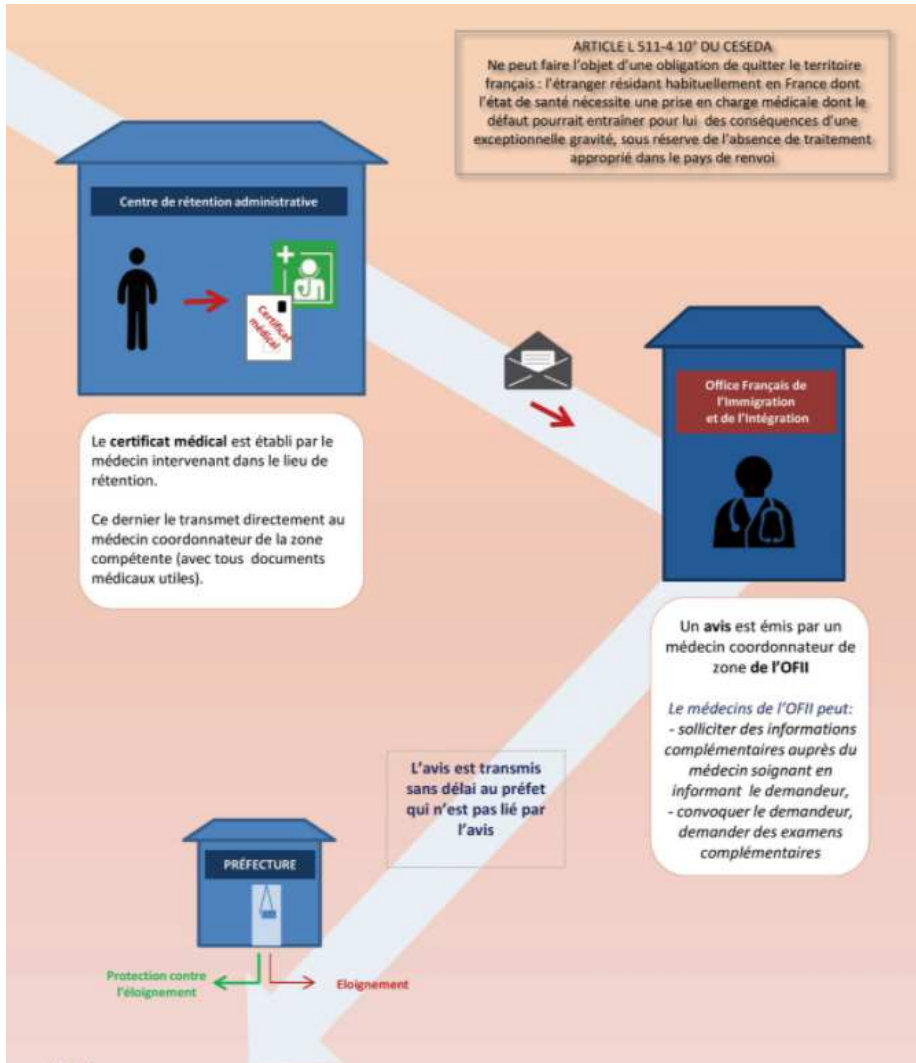 ARTICLE L 511-4 10° DU CESEDA
Ne peut faire l'objet d'une obligation de quitter le territoire
français : l'étranger résidant habituellement en France dont
l'état de santé nécessite une prise en charge médicale dont le
défaut pourrait entraîner pour lui des conséquences d'une
exceptionnelle gravité, sous réserve de l'absence de traitement
approprié dans le pays de renvoi
Centre de rétention administrative
Certificat
médical
Le certificat médical est établi par le
médecin intervenant dans le lieu de
rétention.
Ce dernier le transmet directement au
médecin coordonnateur de la zone
compétente (avec tous documents
médicaux utiles).
Office Français de
l'Immigration
et de l'Intégration
Un avis est émis par un
médecin coordonnateur de
zone de l'OFII
Le médecins de l'OFII peut:
- solliciter des informations
complémentaires auprès du
médecin soignant en
informant le demandeur,
- convoquer le demandeur,
demander des examens
complémentaires
L'avis est transmis
sans délai au préfet
qui n'est pas lié par
l'avis
PRÉFECTURE
Protection contre
l'éloignement
Eloignement